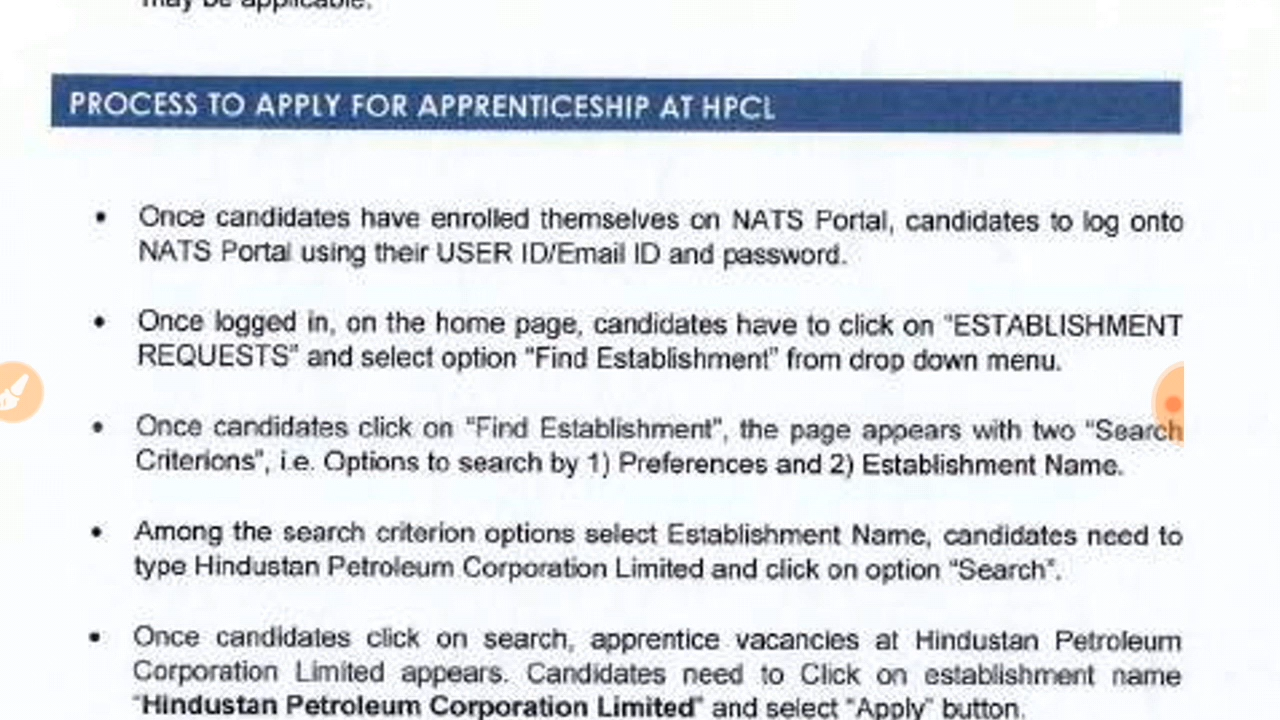 may be applicable.
PROCESS TO APPLY FOR APPRENTICESHIP AT HPCL
• Once candidates have enrolled themselves on NATS Portal, candidates to log onto
NATS Portal using their USER ID/Email ID and password.
• Once logged in, on the home page, candidates have to click on "ESTABLISHMENT
REQUESTS" and select option "Find Establishment" from drop down menu.
• Once candidates click on "Find Establishment", the page appears with two "Search
Criterions", i.e. Options to search by 1) Preferences and 2) Establishment Name.
• Among the search criterion options select Establishment Name, candidates need to
type Hindustan Petroleum Corporation Limited and click on option "Search".
• Once candidates click on search, apprentice vacancies at Hindustan Petroleum
Corporation Limited appears. Candidates need to Click on establishment name
"Hindustan Petroleum Corporation Limited" and select "Apply" button.